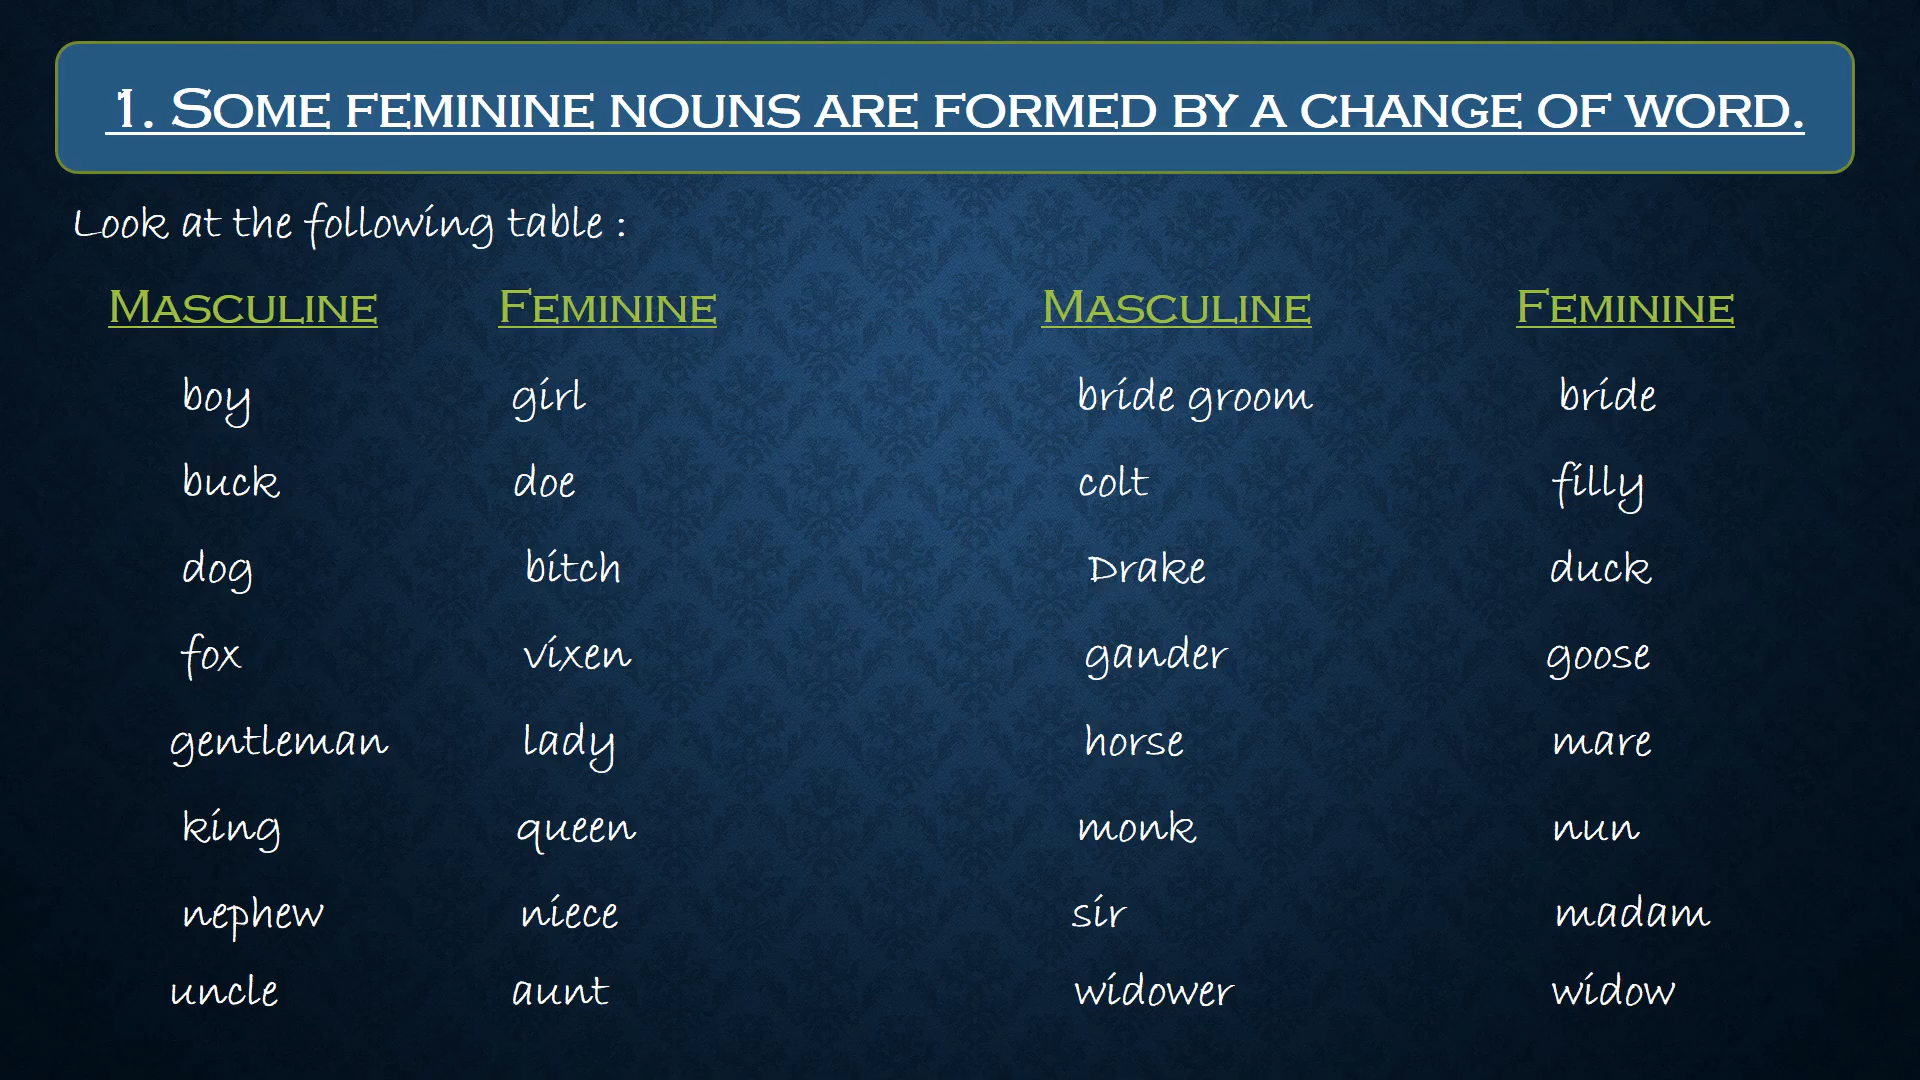 1. Some feminine nouns are formed by a change of word.
Look at the following table :
Masculine Feminine Masculine Feminine
boy girl bride groom bride
buck doe colt filly
dog bitch Drake duck
fox vixen gander goose
gentleman lady horse mare
king queen monk nun
nephew niece sir madam
uncle aunt widower widow